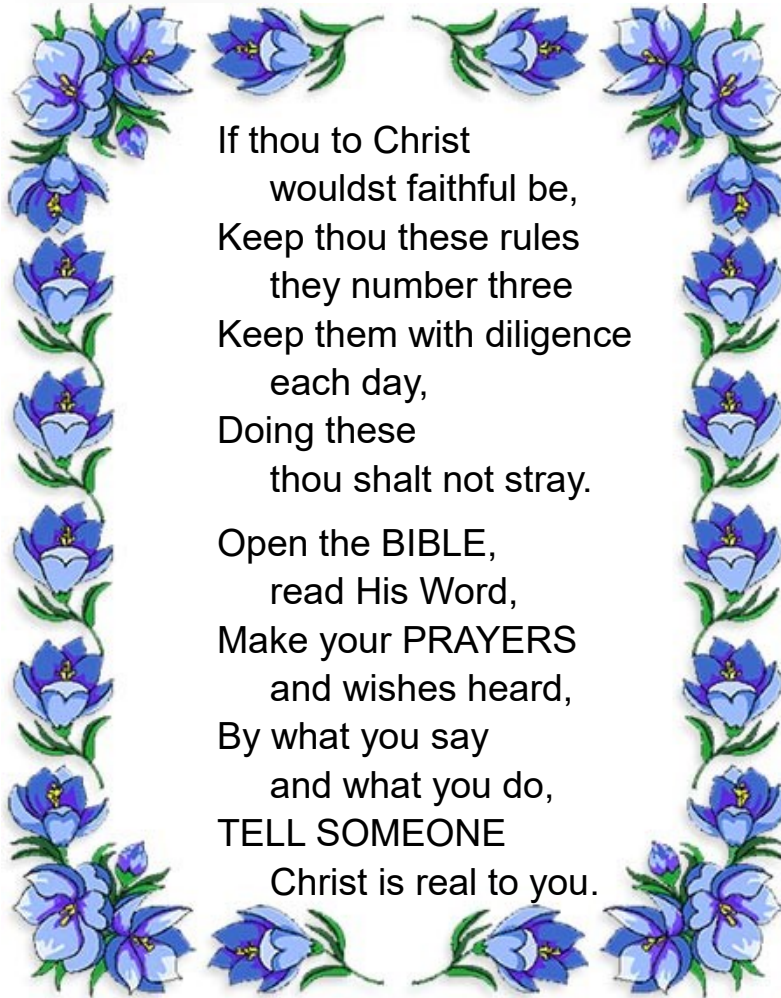 If thou to Christ
wouldst faithful be,
Keep thou these rules
they number three
Keep them with diligence
each day,
Doing these
thou shalt not stray.
Open the BIBLE,
read His Word,
Make your PRAYERS
and wishes heard,
By what you say
and what you do,
TELL SOMEONE
Christ is real to you.